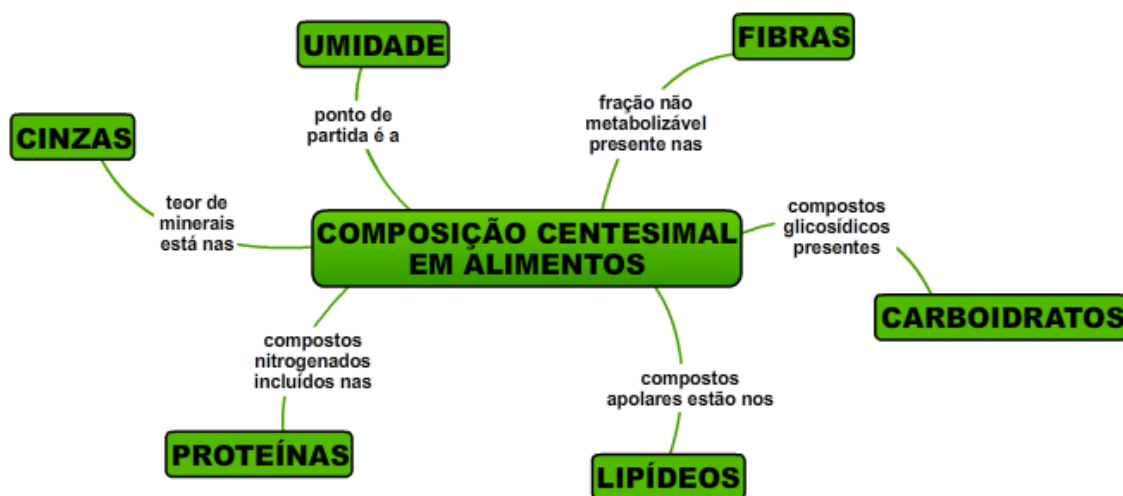 UMIDADE
FIBRAS
ponto de
partida é a
fração não
metabolizável
presente nas
CINZAS
teor de
minerais
está nas
compostos
glicosídicos
presentes
COMPOSIÇÃO CENTESIMAL
EM ALIMENTOS
CARBOIDRATOS
compostos
nitrogenados
incluídos nas
compostos
apolares estão nos
PROTEÍNAS
LIPÍDEOS